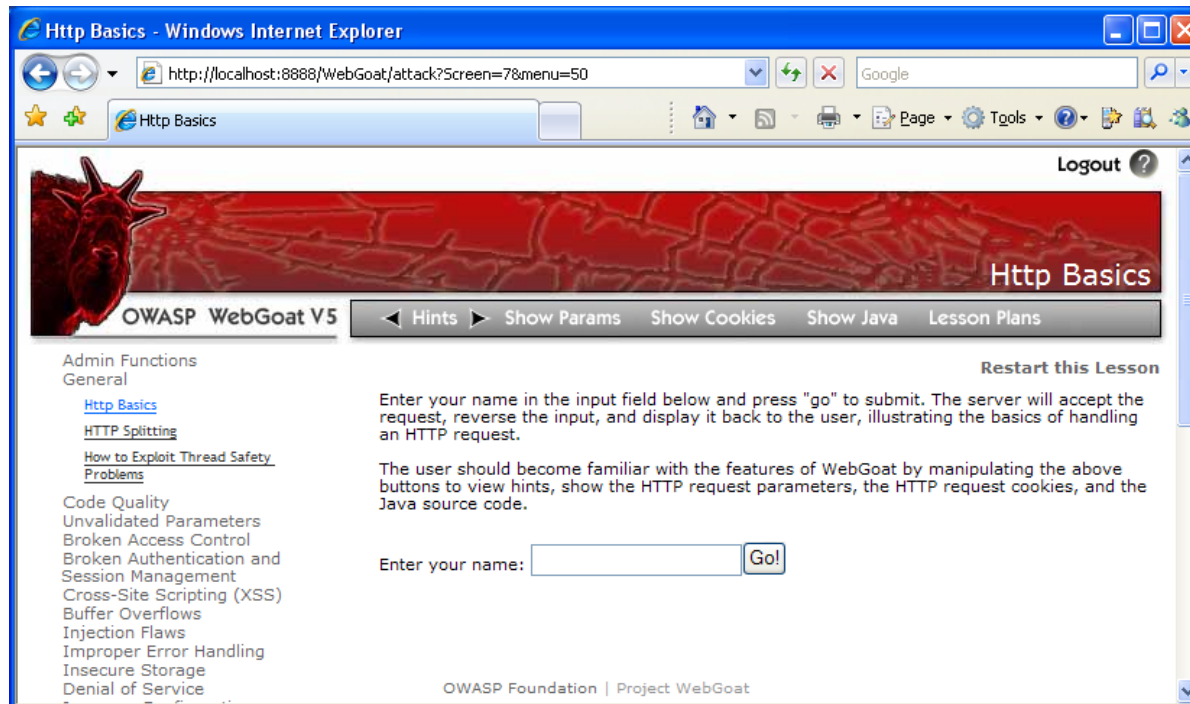 Http Basics - Windows Internet Explorer
http://localhost:8888/WebGoat/attack?Screen=7&menu=50
Google
Http Basics
Page
Tools
Logout ?
Http Basics
OWASP WebGoat V5
Hints
Show Params
Show Cookies
Show Java
Lesson Plans
Admin Functions
General
Http Basics
HTTP Splitting
How to Exploit Thread Safety
Problems
Code Quality
Unvalidated Parameters
Broken Access Control
Broken Authentication and
Session Management
Cross-Site Scripting (XSS)
Buffer Overflows
Injection Flaws
Improper Error Handling
Insecure Storage
Denial of Service
Restart this Lesson
Enter your name in the input field below and press "go" to submit. The server will accept the
request, reverse the input, and display it back to the user, illustrating the basics of handling
an HTTP request.
The user should become familiar with the features of WebGoat by manipulating the above
buttons to view hints, show the HTTP request parameters, the HTTP request cookies, and the
Java source code.
Enter your name:
Go!
OWASP Foundation | Project WebGoat